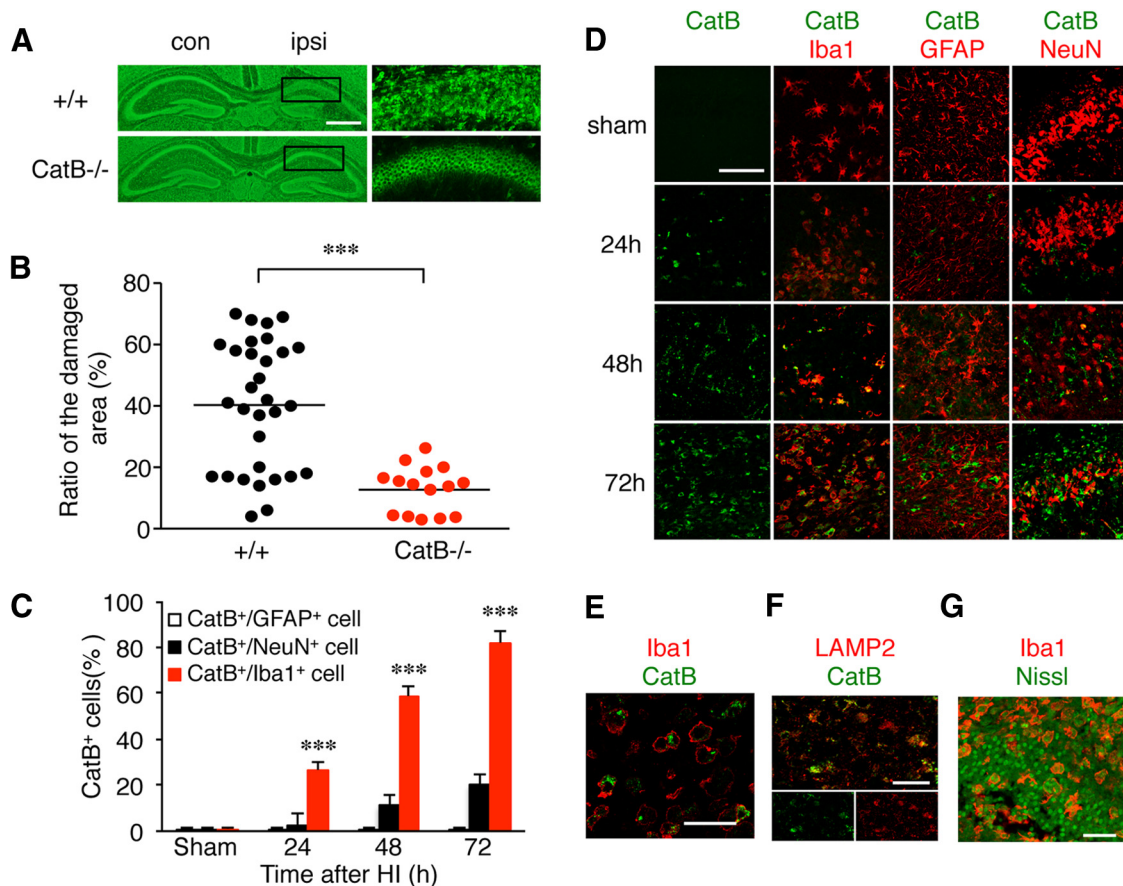 A
con ipsi
+/+
CatB-/-
B
***
80
60
40
20
0
Ratio of the damaged
area (%)
+/+ CatB-/-
C
100
80
60
40
20
0
CatB+ cells(%)
CatB⁺/GFAP⁺ cell
CatB⁺/NeuN⁺ cell
CatB⁺/Iba1⁺ cell
***
***
***
Sham 24 48 72
Time after HI (h)
D
CatB CatB CatB CatB
Iba1 GFAP NeuN
sham
24h
48h
72h
E
Iba1
CatB
F
LAMP2
CatB
G
Iba1
Nissl